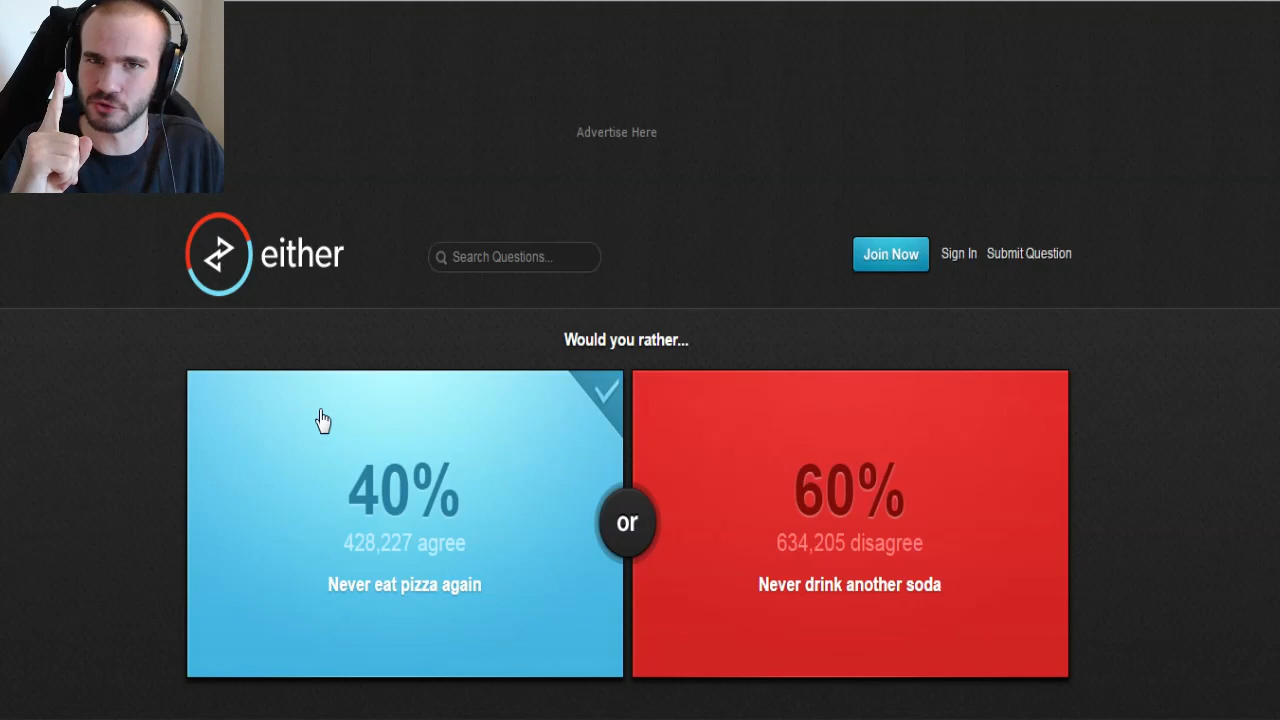 Advertise Here
either
Search Questions...
Join Now
Sign In
Submit Question
Would you rather...
40%
428,227 agree
Never eat pizza again
or
60%
634,205 disagree
Never drink another soda